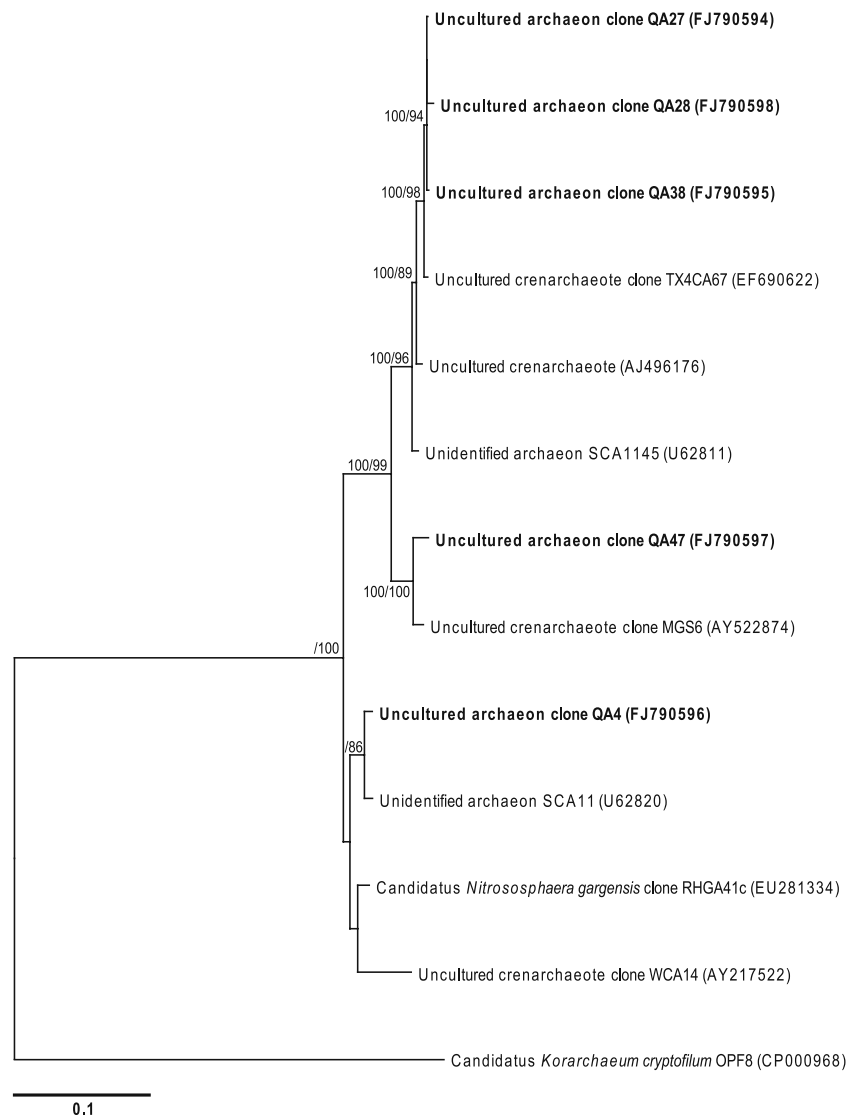 Uncultured archaeon clone QA27 (FJ790594)
Uncultured archaeon clone QA28 (FJ790598)
100/94
Uncultured archaeon clone QA38 (FJ790595)
100/98
100/89
Uncultured crenarchaeote clone TX4CA67 (EF690622)
100/96
Uncultured crenarchaeote (AJ496176)
Unidentified archaeon SCA1145 (U62811)
100/99
Uncultured archaeon clone QA47 (FJ790597)
100/100
Uncultured crenarchaeote clone MGS6 (AY522874)
/100
Uncultured archaeon clone QA4 (FJ790596)
/86
Unidentified archaeon SCA11 (U62820)
Candidatus Nitrososphaera gargensis clone RHGA41c (EU281334)
Uncultured crenarchaeote clone WCA14 (AY217522)
Candidatus Korarchaeum cryptofilum OPF8 (CP000968)
0.1